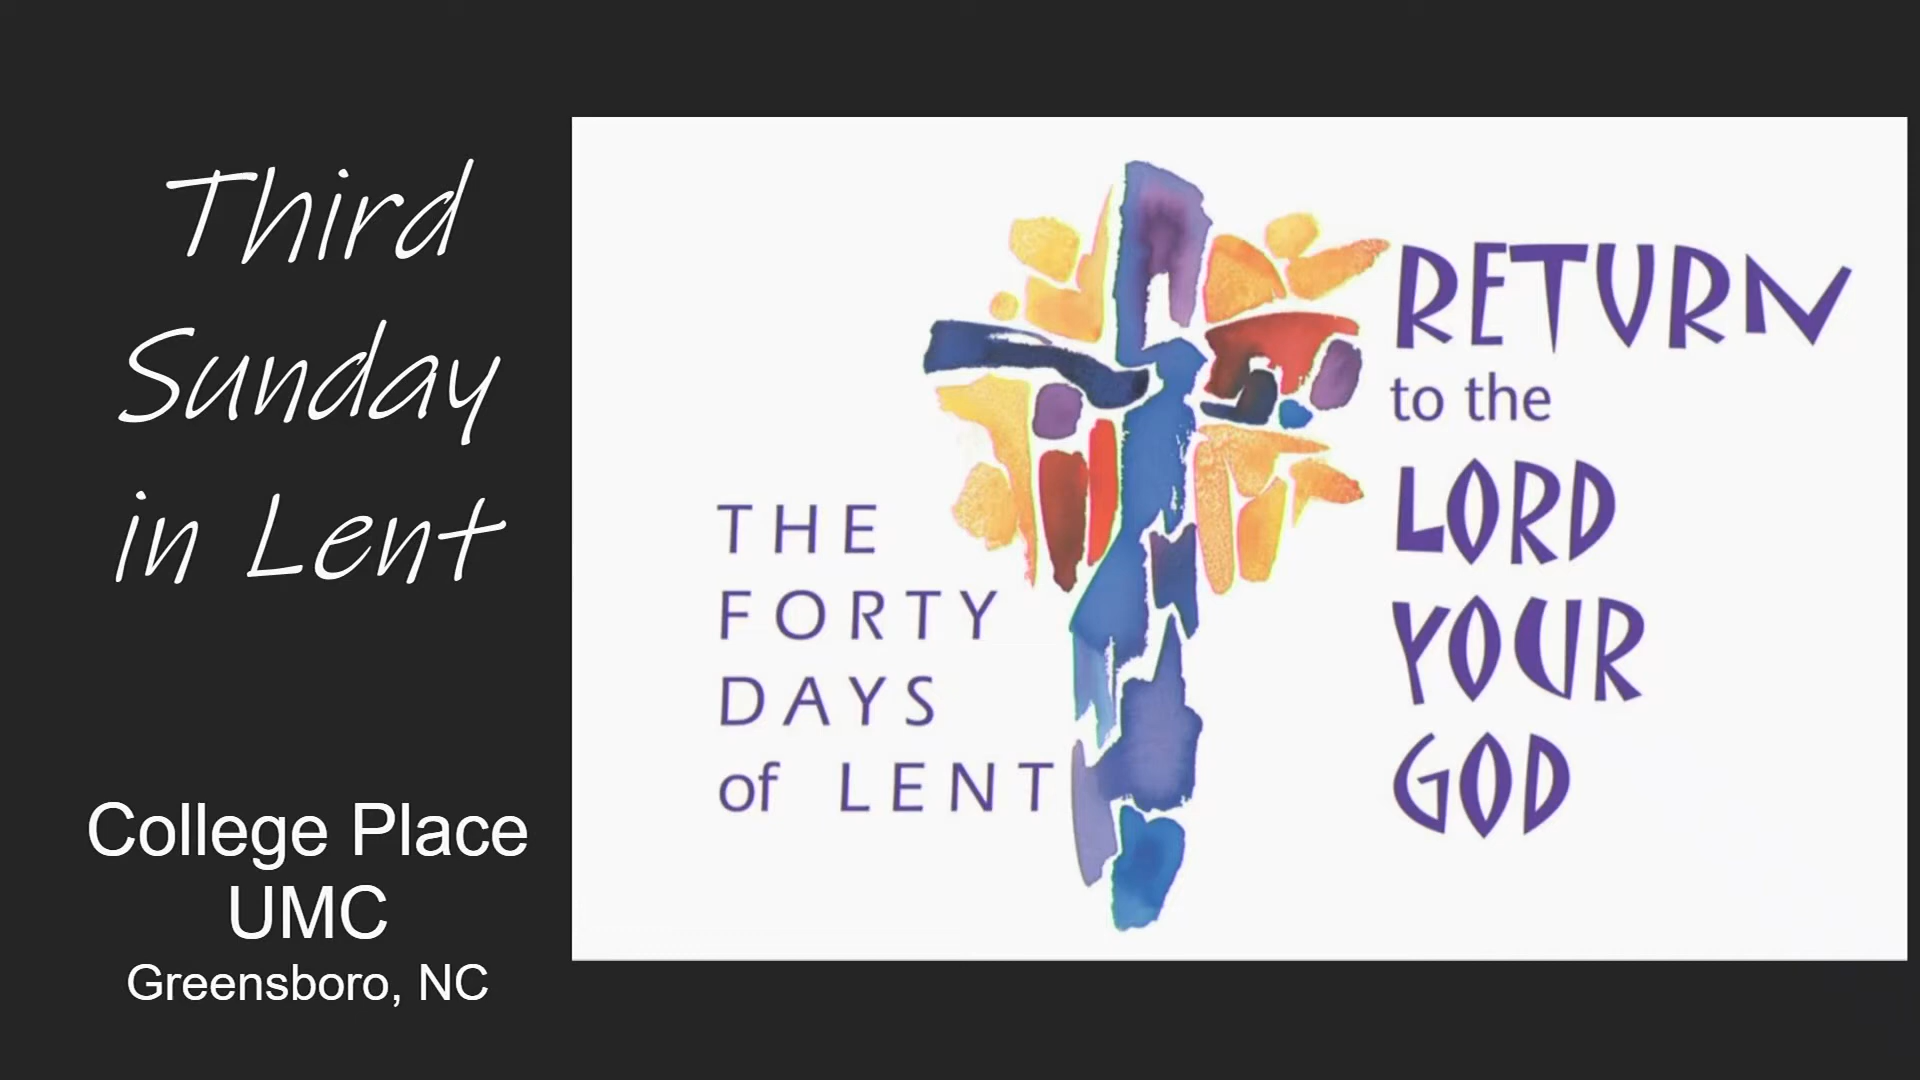 Third
Sunday
in Lent
College Place
UMC
Greensboro, NC
THE
FORTY
DAYS
of LENT
RETURN
to the
LORD
YOUR
GOD